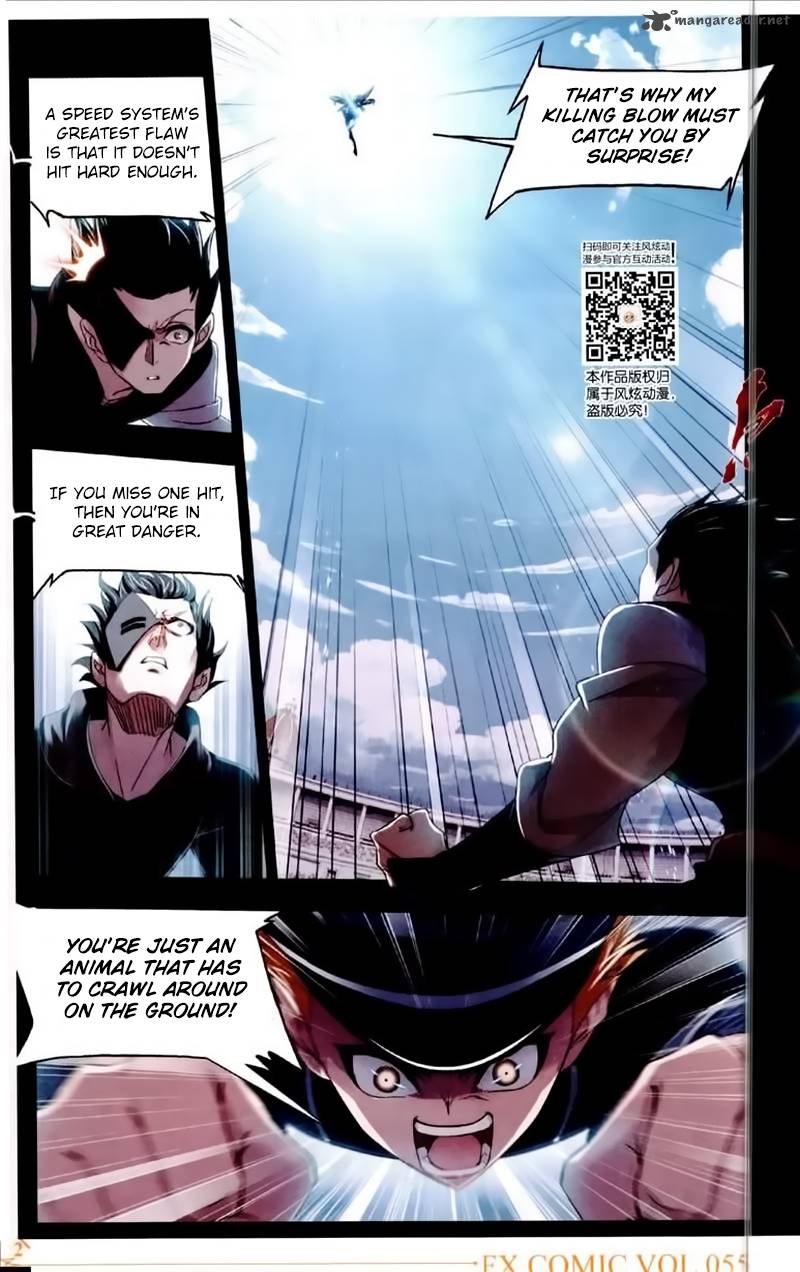 mangareader.net
A SPEED SYSTEM'S
GREATEST FLAW
IS THAT IT DOESN'T
HIT HARD ENOUGH.
THAT'S WHY MY
KILLING BLOW MUST
CATCH YOU BY
SURPRISE!
扫码即可关注风炫动
漫参与官方互动活动!
本作品版权归
属于风炫动漫,
盗版必究!
IF YOU MISS ONE HIT,
THEN YOU'RE IN
GREAT DANGER.
YOU'RE JUST AN
ANIMAL THAT HAS
TO CRAWL AROUND
ON THE GROUND!
2
FX COMIC VOL.055